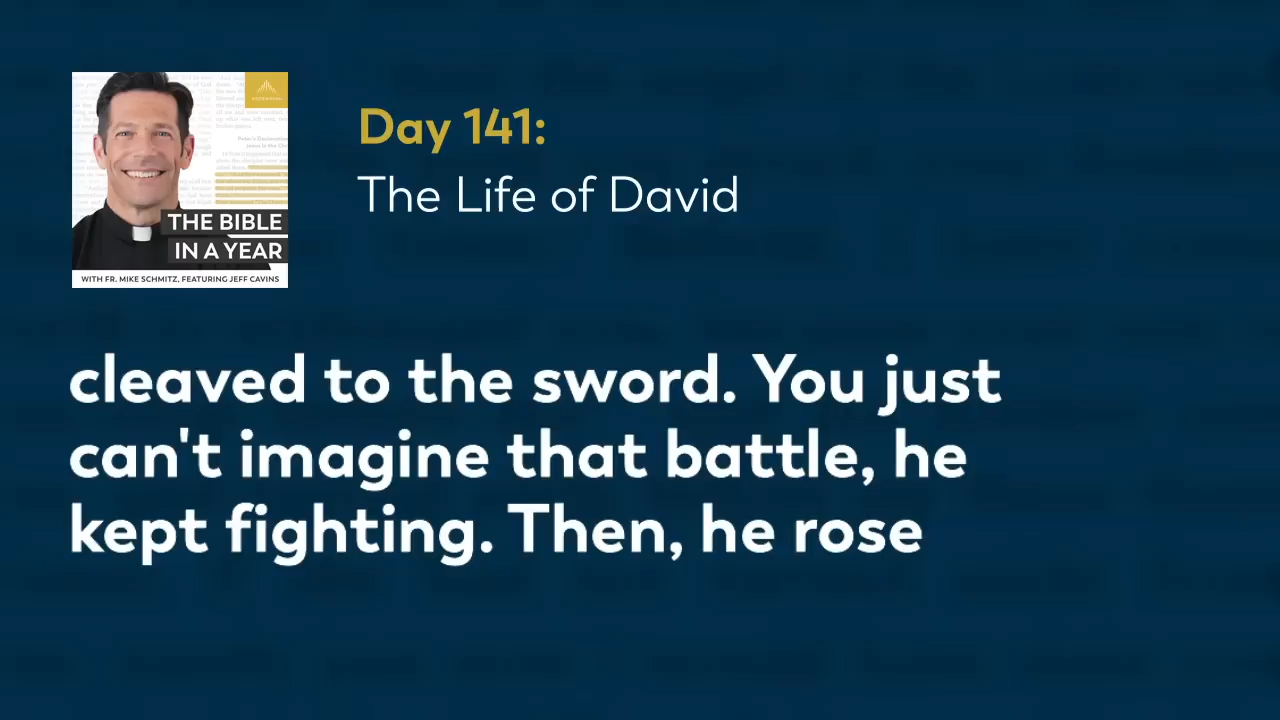 Day 141:
The Life of David
THE BIBLE
IN A YEAR
WITH FR. MIKE SCHMITZ, FEATURING JEFF CAVINS
cleaved to the sword. You just
can't imagine that battle, he
kept fighting. Then, he rose